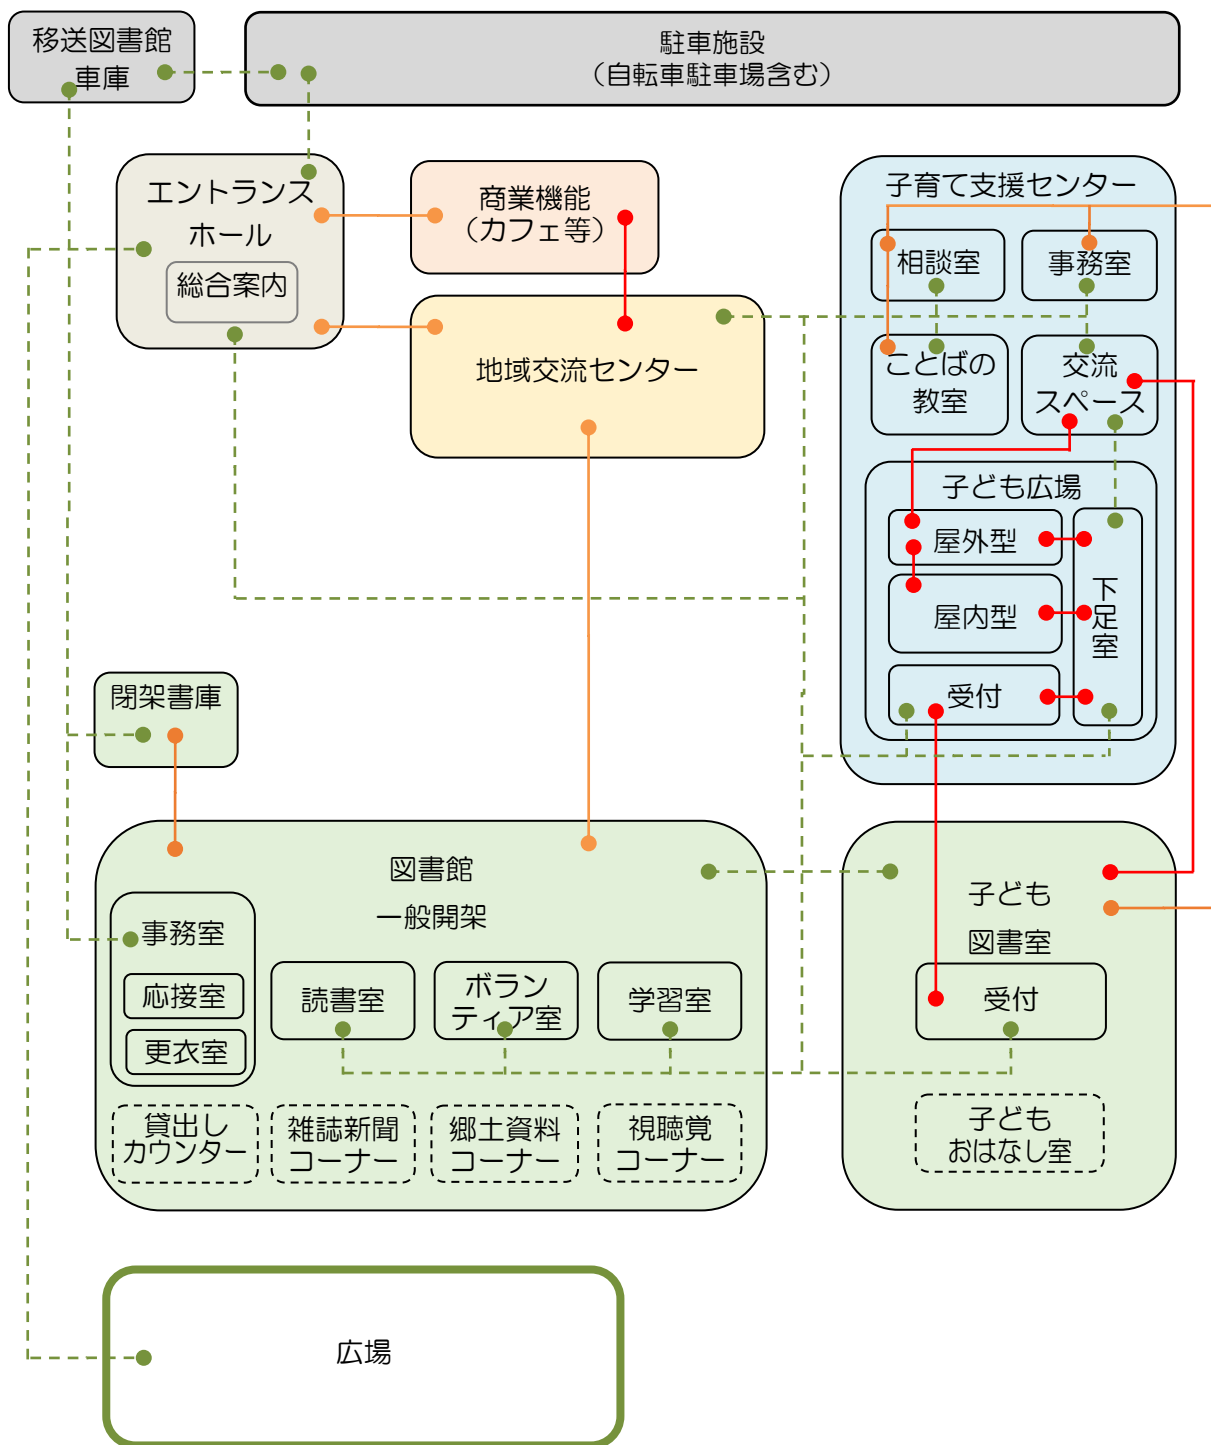 移送図書館
車庫
駐車施設
（自転車駐車場含む）
エントランス
ホール
総合案内
商業機能
（カフェ等）
地域交流センター
子育て支援センター
相談室
事務室
ことばの
教室
交流
スペース
子ども広場
屋外型
屋内型
下
足
室
受付
閉架書庫
図書館
一般開架
事務室
応接室
更衣室
読書室
ボラン
ティア室
学習室
貸出し
カウンター
雑誌新聞
コーナー
郷土資料
コーナー
視聴覚
コーナー
子ども
図書室
受付
子ども
おはなし室
広場